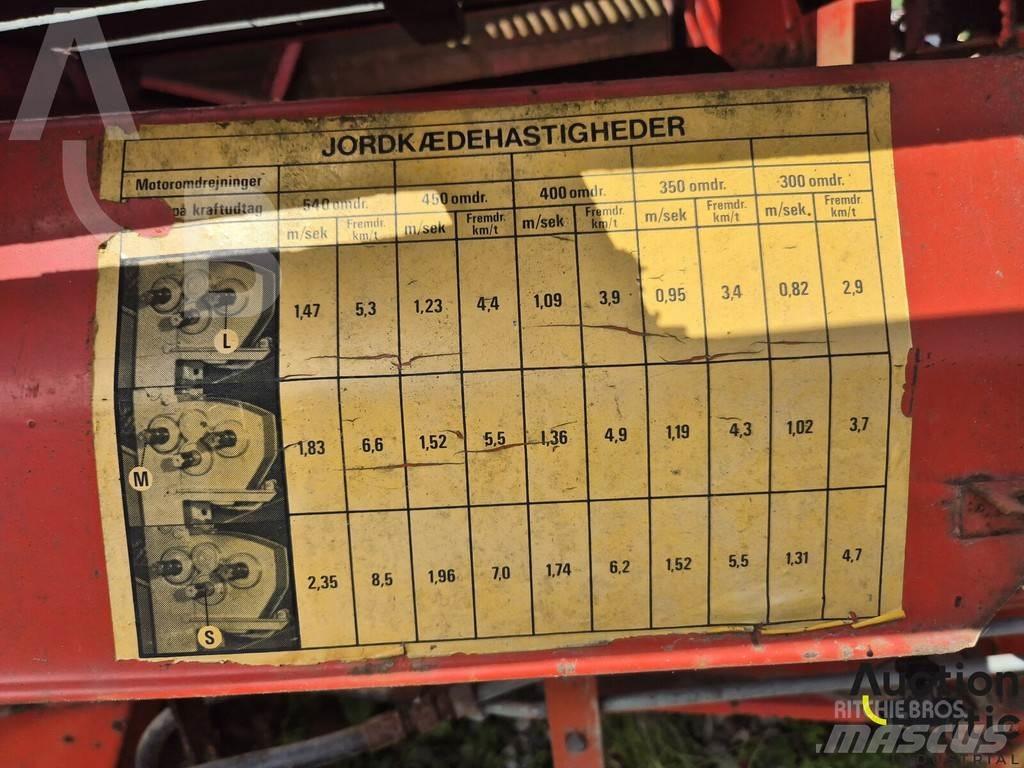 JORDKÆDEHASTIGHEDER
Motoromdrejninger
på kraftudtag
540 omdr. 450 omdr. 400 omdr. 350 omdr. 300 omdr.
m/sek Fremdr. km/t m/sek Fremdr. km/t m/sek Fremdr. km/t m/sek Fremdr. km/t m/sek. Fremdr. km/t
L 1,47 5,3 1,23 4,4 1,09 3,9 0,95 3,4 0,82 2,9
M 1,83 6,6 1,52 5,5 1,36 4,9 1,19 4,3 1,02 3,7
S 2,35 8,5 1,96 7,0 1,74 6,2 1,52 5,5 1,31 4,7
Auction
RITCHIE BROS.
MASCUS